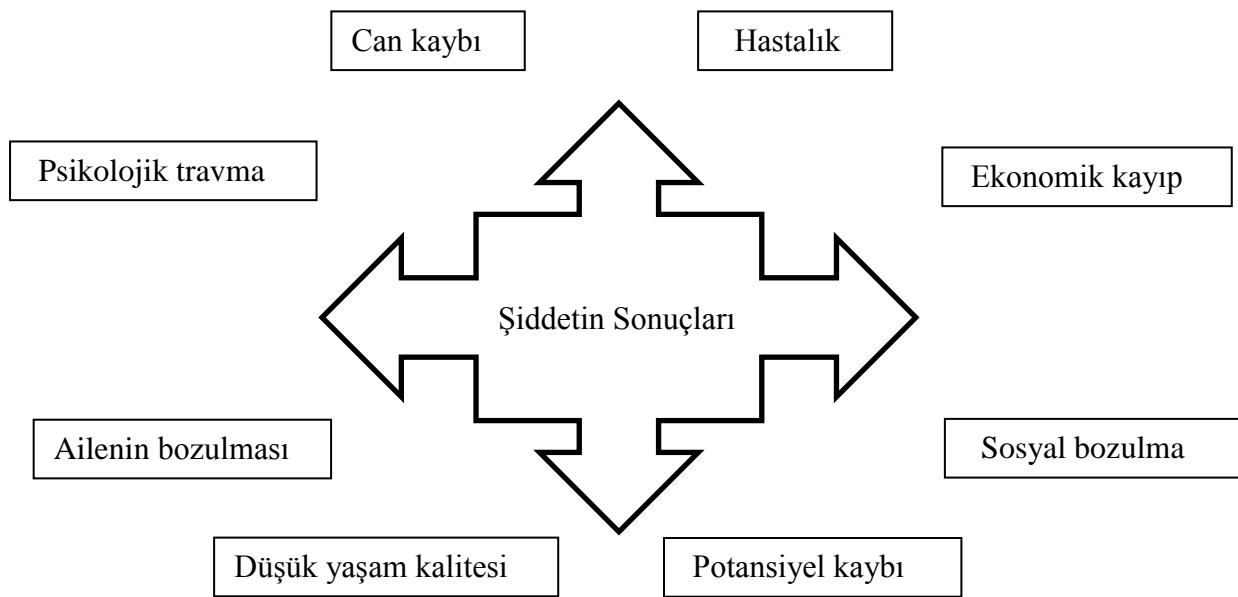 Can kaybı
Hastalık
Psikolojik travma
Ekonomik kayıp
Şiddetin Sonuçları
Ailenin bozulması
Sosyal bozulma
Düşük yaşam kalitesi
Potansiyel kaybı